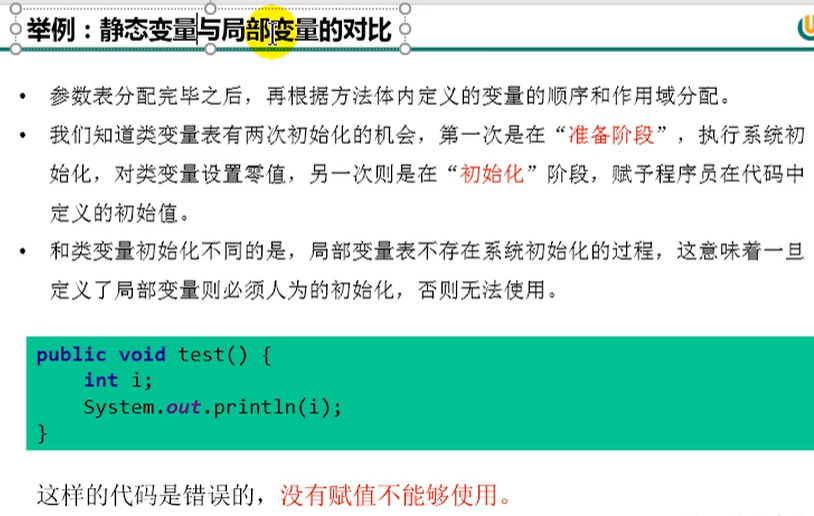 举例：静态变量与局部变量的对比
• 参数表分配完毕之后，再根据方法体内定义的变量的顺序和作用域分配。
• 我们知道类变量表有两次初始化的机会，第一次是在“准备阶段”，执行系统初
始化，对类变量设置零值，另一次则是在“初始化”阶段，赋予程序员在代码中
定义的初始值。
• 和类变量初始化不同的是，局部变量表不存在系统初始化的过程，这意味着一旦
定义了局部变量则必须人为的初始化，否则无法使用。
public void test() {
    int i;
    System.out.println(i);
}
这样的代码是错误的，没有赋值不能够使用。